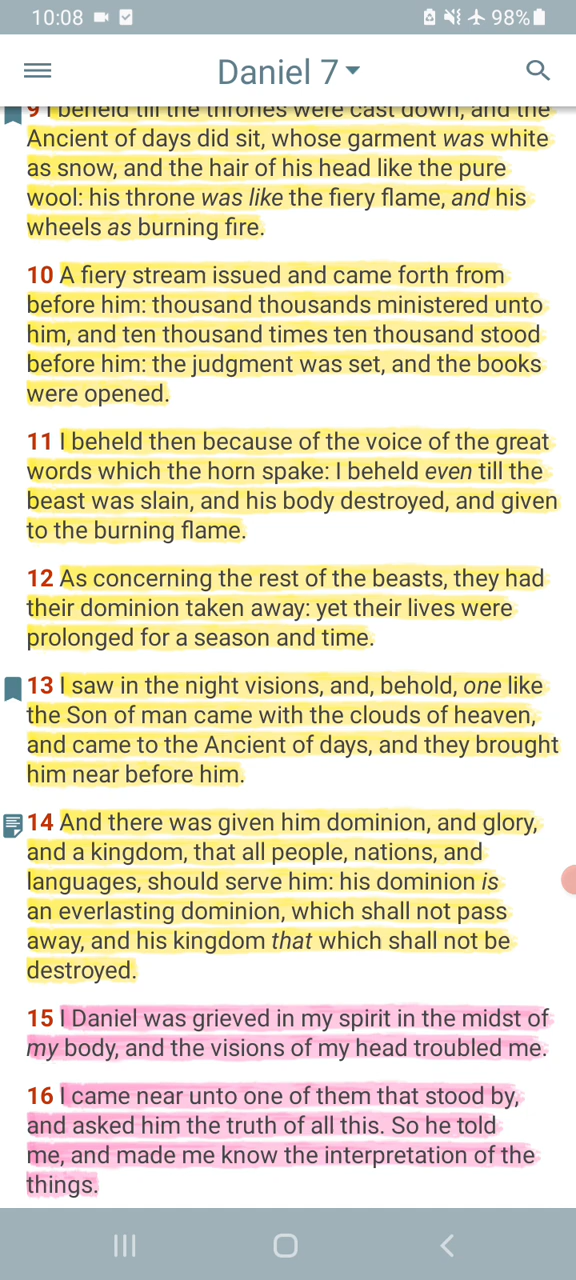 10:08 98%
Daniel 7
9 I beheld till the thrones were cast down, and the
Ancient of days did sit, whose garment was white
as snow, and the hair of his head like the pure
wool: his throne was like the fiery flame, and his
wheels as burning fire.
10 A fiery stream issued and came forth from
before him: thousand thousands ministered unto
him, and ten thousand times ten thousand stood
before him: the judgment was set, and the books
were opened.
11 I beheld then because of the voice of the great
words which the horn spake: I beheld even till the
beast was slain, and his body destroyed, and given
to the burning flame.
12 As concerning the rest of the beasts, they had
their dominion taken away: yet their lives were
prolonged for a season and time.
13 I saw in the night visions, and, behold, one like
the Son of man came with the clouds of heaven,
and came to the Ancient of days, and they brought
him near before him.
14 And there was given him dominion, and glory,
and a kingdom, that all people, nations, and
languages, should serve him: his dominion is
an everlasting dominion, which shall not pass
away, and his kingdom that which shall not be
destroyed.
15 I Daniel was grieved in my spirit in the midst of
my body, and the visions of my head troubled me.
16 I came near unto one of them that stood by,
and asked him the truth of all this. So he told
me, and made me know the interpretation of the
things.